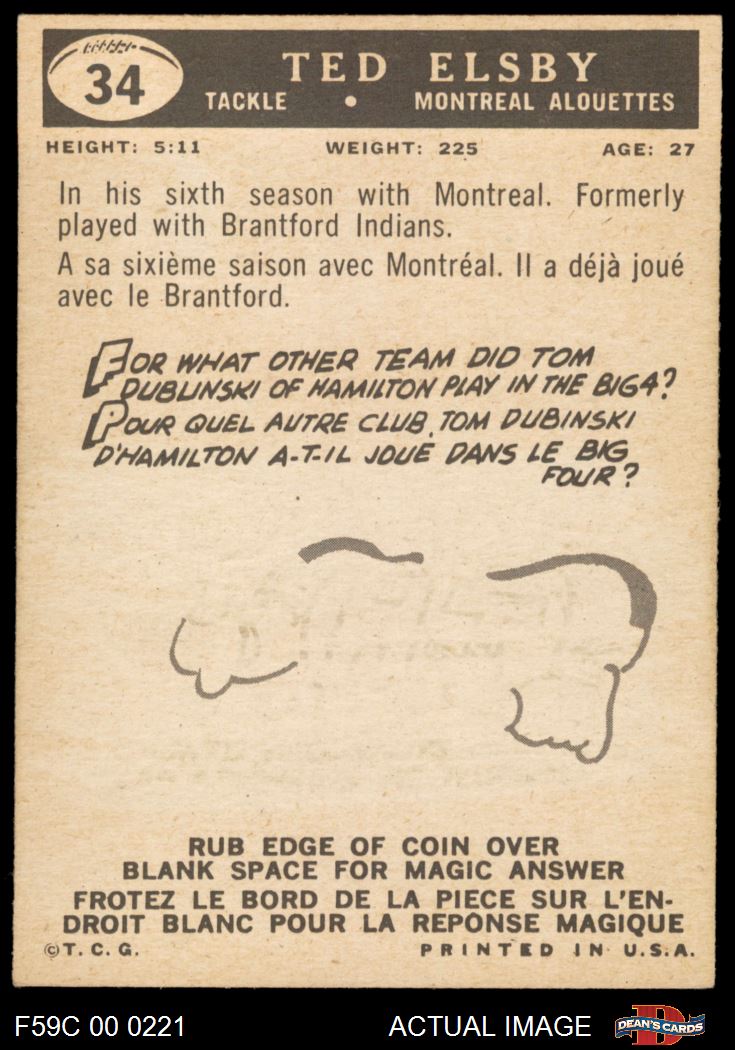 34
TED ELSBY
TACKLE • MONTREAL ALOUETTES
HEIGHT: 5:11 WEIGHT: 225 AGE: 27
In his sixth season with Montreal. Formerly
played with Brantford Indians.
A sa sixième saison avec Montréal. Il a déjà joué
avec le Brantford.
FOR WHAT OTHER TEAM DID TOM
DUBLINSKI OF HAMILTON PLAY IN THE BIG 4?
POUR QUEL AUTRE CLUB, TOM DUBINSKI
D'HAMILTON A-T-IL JOUÉ DANS LE BIG
FOUR?
RUB EDGE OF COIN OVER
BLANK SPACE FOR MAGIC ANSWER
FROTEZ LE BORD DE LA PIECE SUR L'EN-
DROIT BLANC POUR LA REPONSE MAGIQUE
©T.C.G. PRINTED IN U.S.A.
F59C 00 0221 ACTUAL IMAGE D DEAN'S CARDS